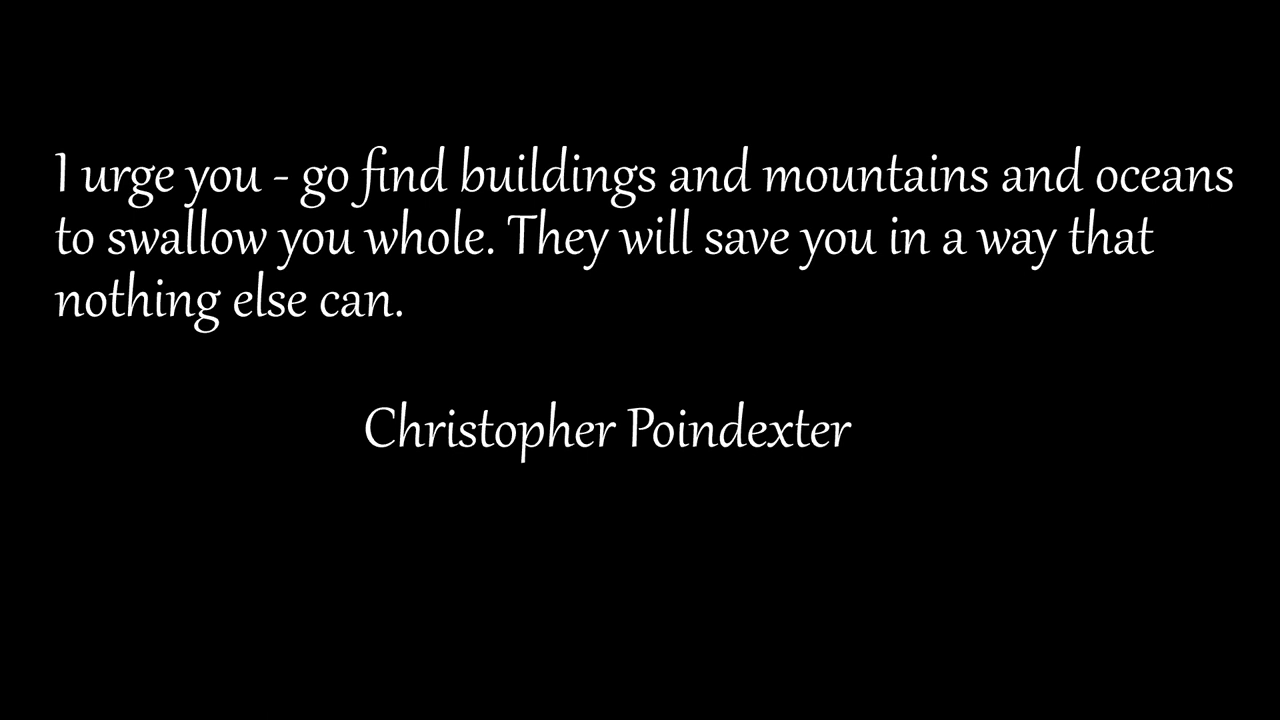 I urge you - go find buildings and mountains and oceans
to swallow you whole. They will save you in a way that
nothing else can.
Christopher Poindexter